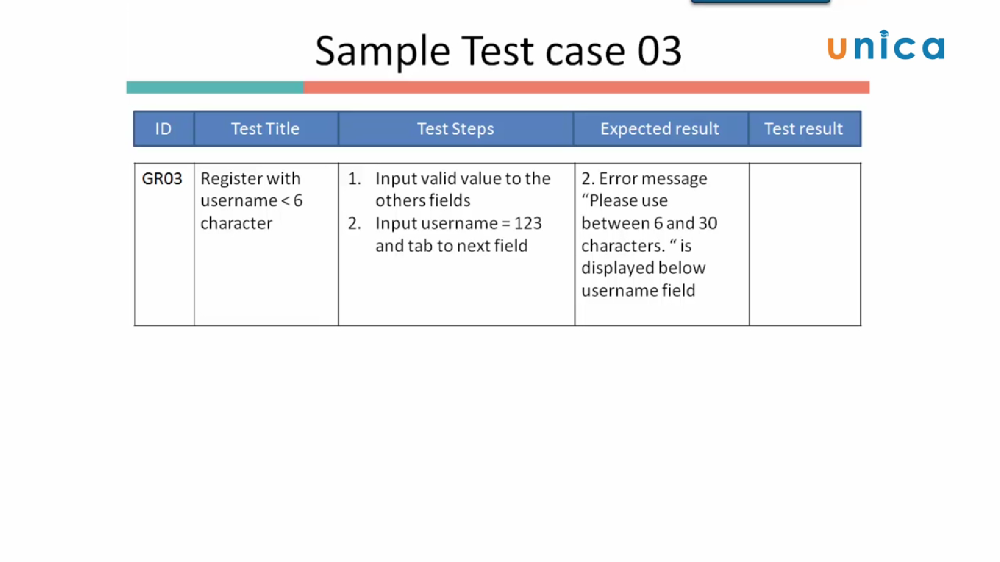 Sample Test case 03
unica
ID Test Title Test Steps Expected result Test result
GR03
Register with
username < 6
character
1. Input valid value to the
others fields
2. Input username = 123
and tab to next field
2. Error message
“Please use
between 6 and 30
characters. “ is
displayed below
username field